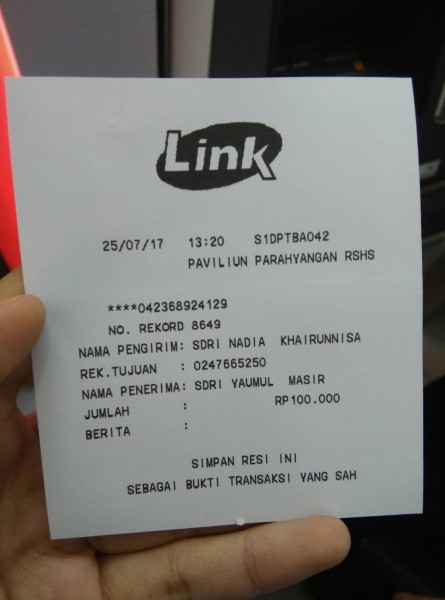 Link
25/07/17 13:20 S1DPTBA042
PAVILIUN PARAHYANGAN RSHS
****042368924129
NO. REKORD 8649
NAMA PENGIRIM: SDRI NADIA KHAIRUNNISA
REK.TUJUAN : 0247665250
NAMA PENERIMA: SDRI YAUMUL MASIR
JUMLAH : RP100.000
BERITA :
SIMPAN RESI INI
SEBAGAI BUKTI TRANSAKSI YANG SAH